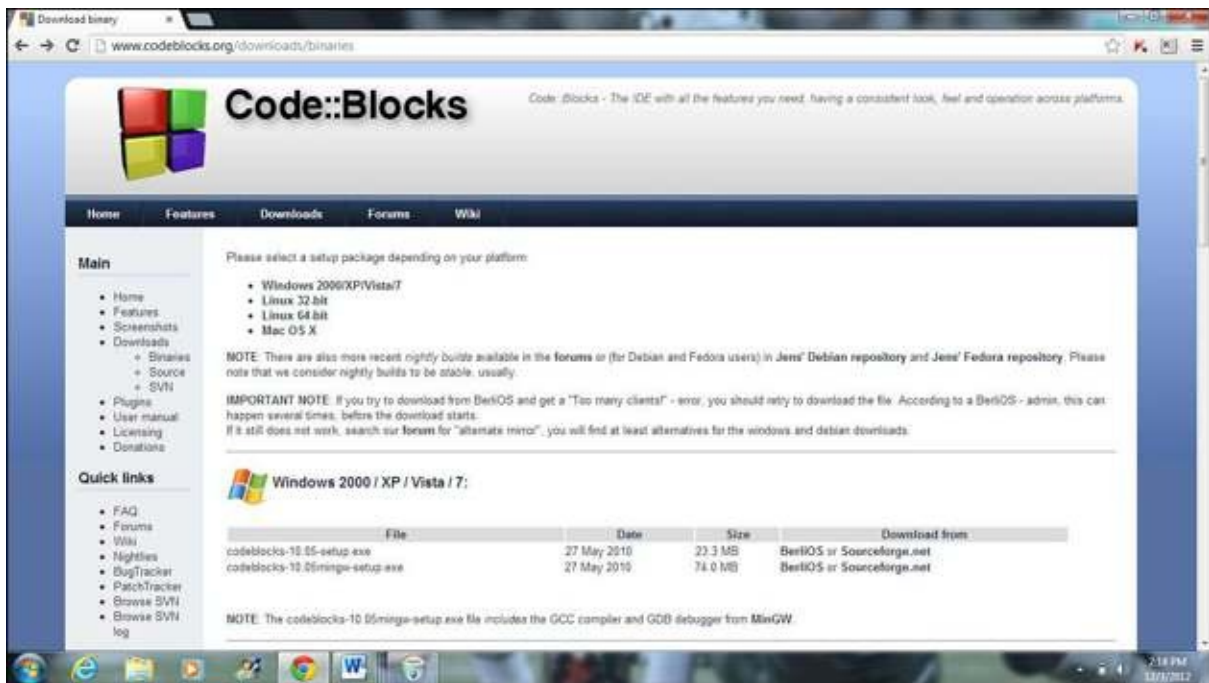 Download binary
www.codeblocks.org/downloads/binaries
Code::Blocks
Code::Blocks - The IDE with all the features you need, having a consistent look, feel and operation across platforms.
Home Features Downloads Forums Wiki
Main
Home
Features
Screenshots
Downloads
Binaries
Source
SVN
Plugins
User manual
Licensing
Donations
Quick links
FAQ
Forums
Wiki
Nightlies
BugTracker
PatchTracker
Browse SVN
Browse SVN
log
Please select a setup package depending on your platform:
Windows 2000/XP/Vista/7
Linux 32-bit
Linux 64-bit
Mac OS X
NOTE: There are also more recent nightly builds available in the forums or (for Debian and Fedora users) in Jens' Debian repository and Jens' Fedora repository. Please
note that we consider nightly builds to be stable, usually.
IMPORTANT NOTE: If you try to download from BerliOS and get a "Too many clients!" - error, you should retry to download the file. According to a BerliOS - admin, this can
happen several times, before the download starts.
If it still does not work, search our forum for "alternate mirror", you will find at least alternatives for the windows and debian downloads.
Windows 2000 / XP / Vista / 7:
File Date Size Download from
codeblocks-10.05-setup.exe 27 May 2010 23.3 MB BerliOS or Sourceforge.net
codeblocks-10.05mingw-setup.exe 27 May 2010 74.0 MB BerliOS or Sourceforge.net
NOTE: The codeblocks-10.05mingw-setup.exe file includes the GCC compiler and GDB debugger from MinGW.
2:18 PM
12/3/2012